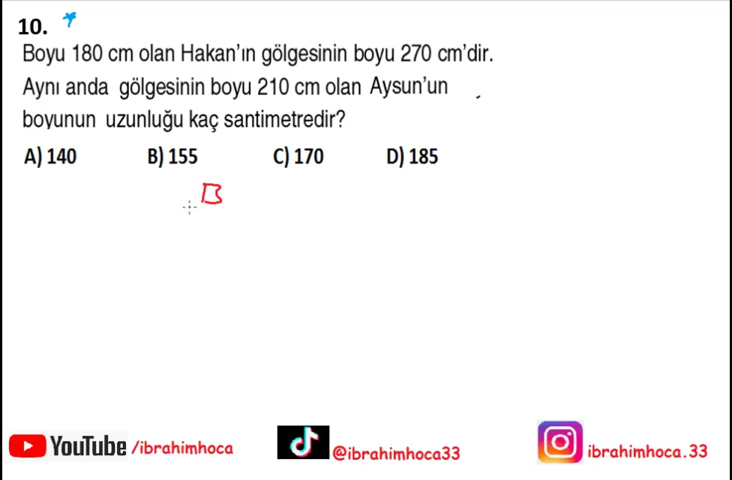 10.
Boyu 180 cm olan Hakan'ın gölgesinin boyu 270 cm'dir.
Aynı anda gölgesinin boyu 210 cm olan Aysun'un
boyunun uzunluğu kaç santimetredir?
A) 140 B) 155 C) 170 D) 185
B
YouTube /ibrahimhoca @ibrahimhoca33 ibrahimhoca.33